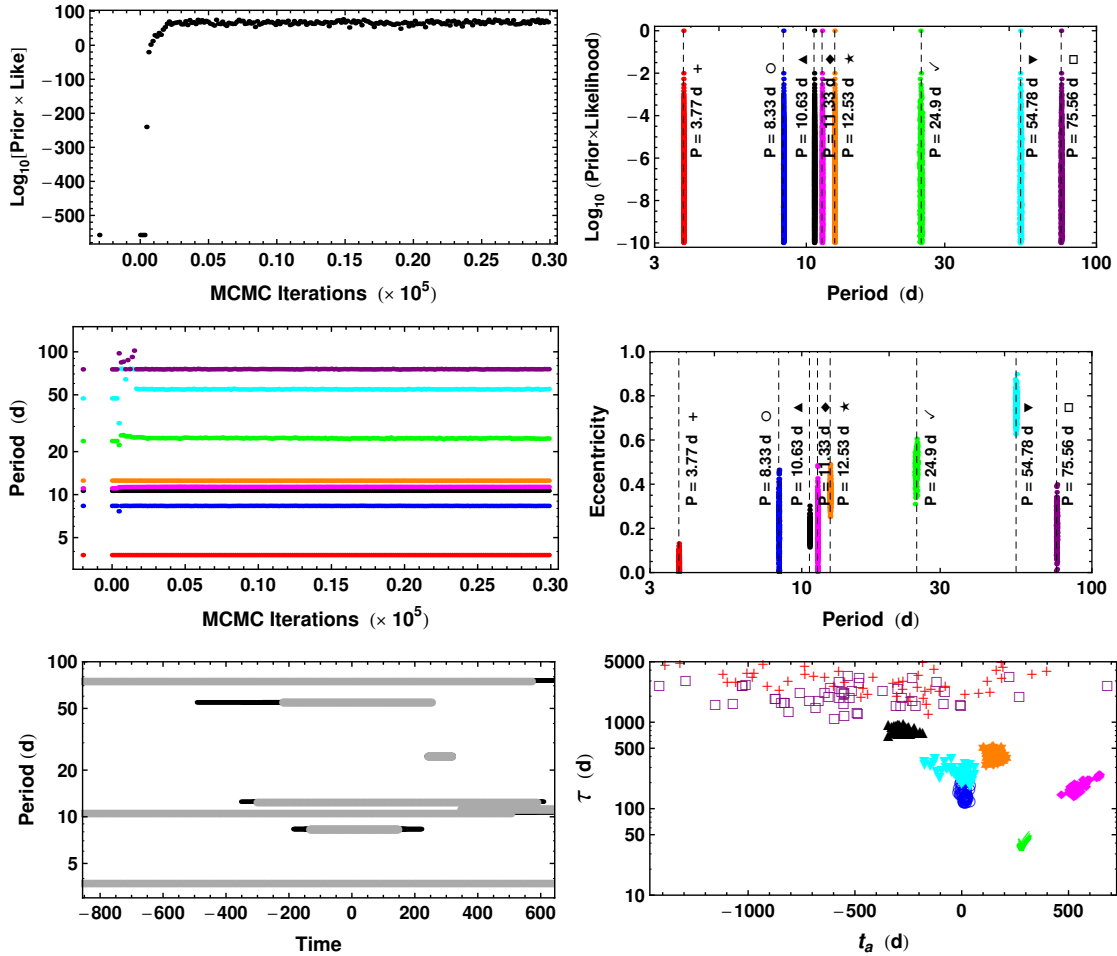 Log10[Prior × Like]
100
0
−100
−200
−300
−400
−500
0.00 0.05 0.10 0.15 0.20 0.25 0.30
MCMC Iterations (× 10^5)
Log10 (Prior×Likelihood)
0
−2
−4
−6
−8
−10
P = 3.77 d
P = 8.33 d
P = 10.63 d
P = 11.33 d
P = 12.53 d
P = 24.9 d
P = 54.78 d
P = 75.56 d
3 10 30 100
Period (d)
Period (d)
100
50
10
5
0.00 0.05 0.10 0.15 0.20 0.25 0.30
MCMC Iterations (× 10^5)
Eccentricity
1.0
0.8
0.6
0.4
0.2
0.0
P = 3.77 d
P = 8.33 d
P = 10.63 d
P = 11.33 d
P = 12.53 d
P = 24.9 d
P = 54.78 d
P = 75.56 d
3 10 30 100
Period (d)
Period (d)
100
50
20
10
5
−800 −600 −400 −200 0 200 400 600
Time
τ (d)
5000
1000
500
100
50
10
−1000 −500 0 500
ta (d)